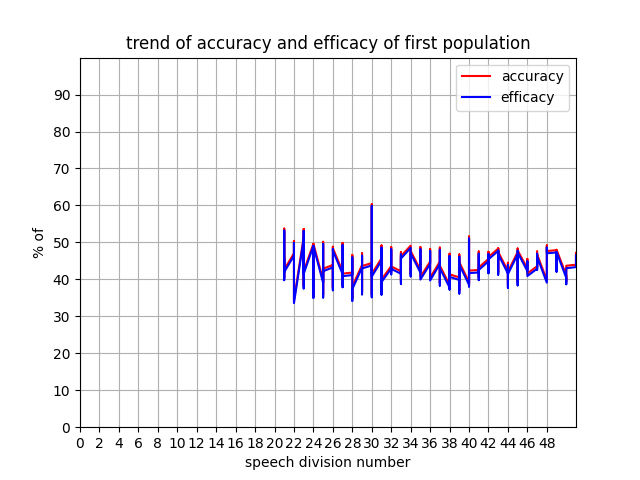 trend of accuracy and efficacy of first population
accuracy
efficacy
% of
90
80
70
60
50
40
30
20
10
0
0 2 4 6 8 10 12 14 16 18 20 22 24 26 28 30 32 34 36 38 40 42 44 46 48
speech division number